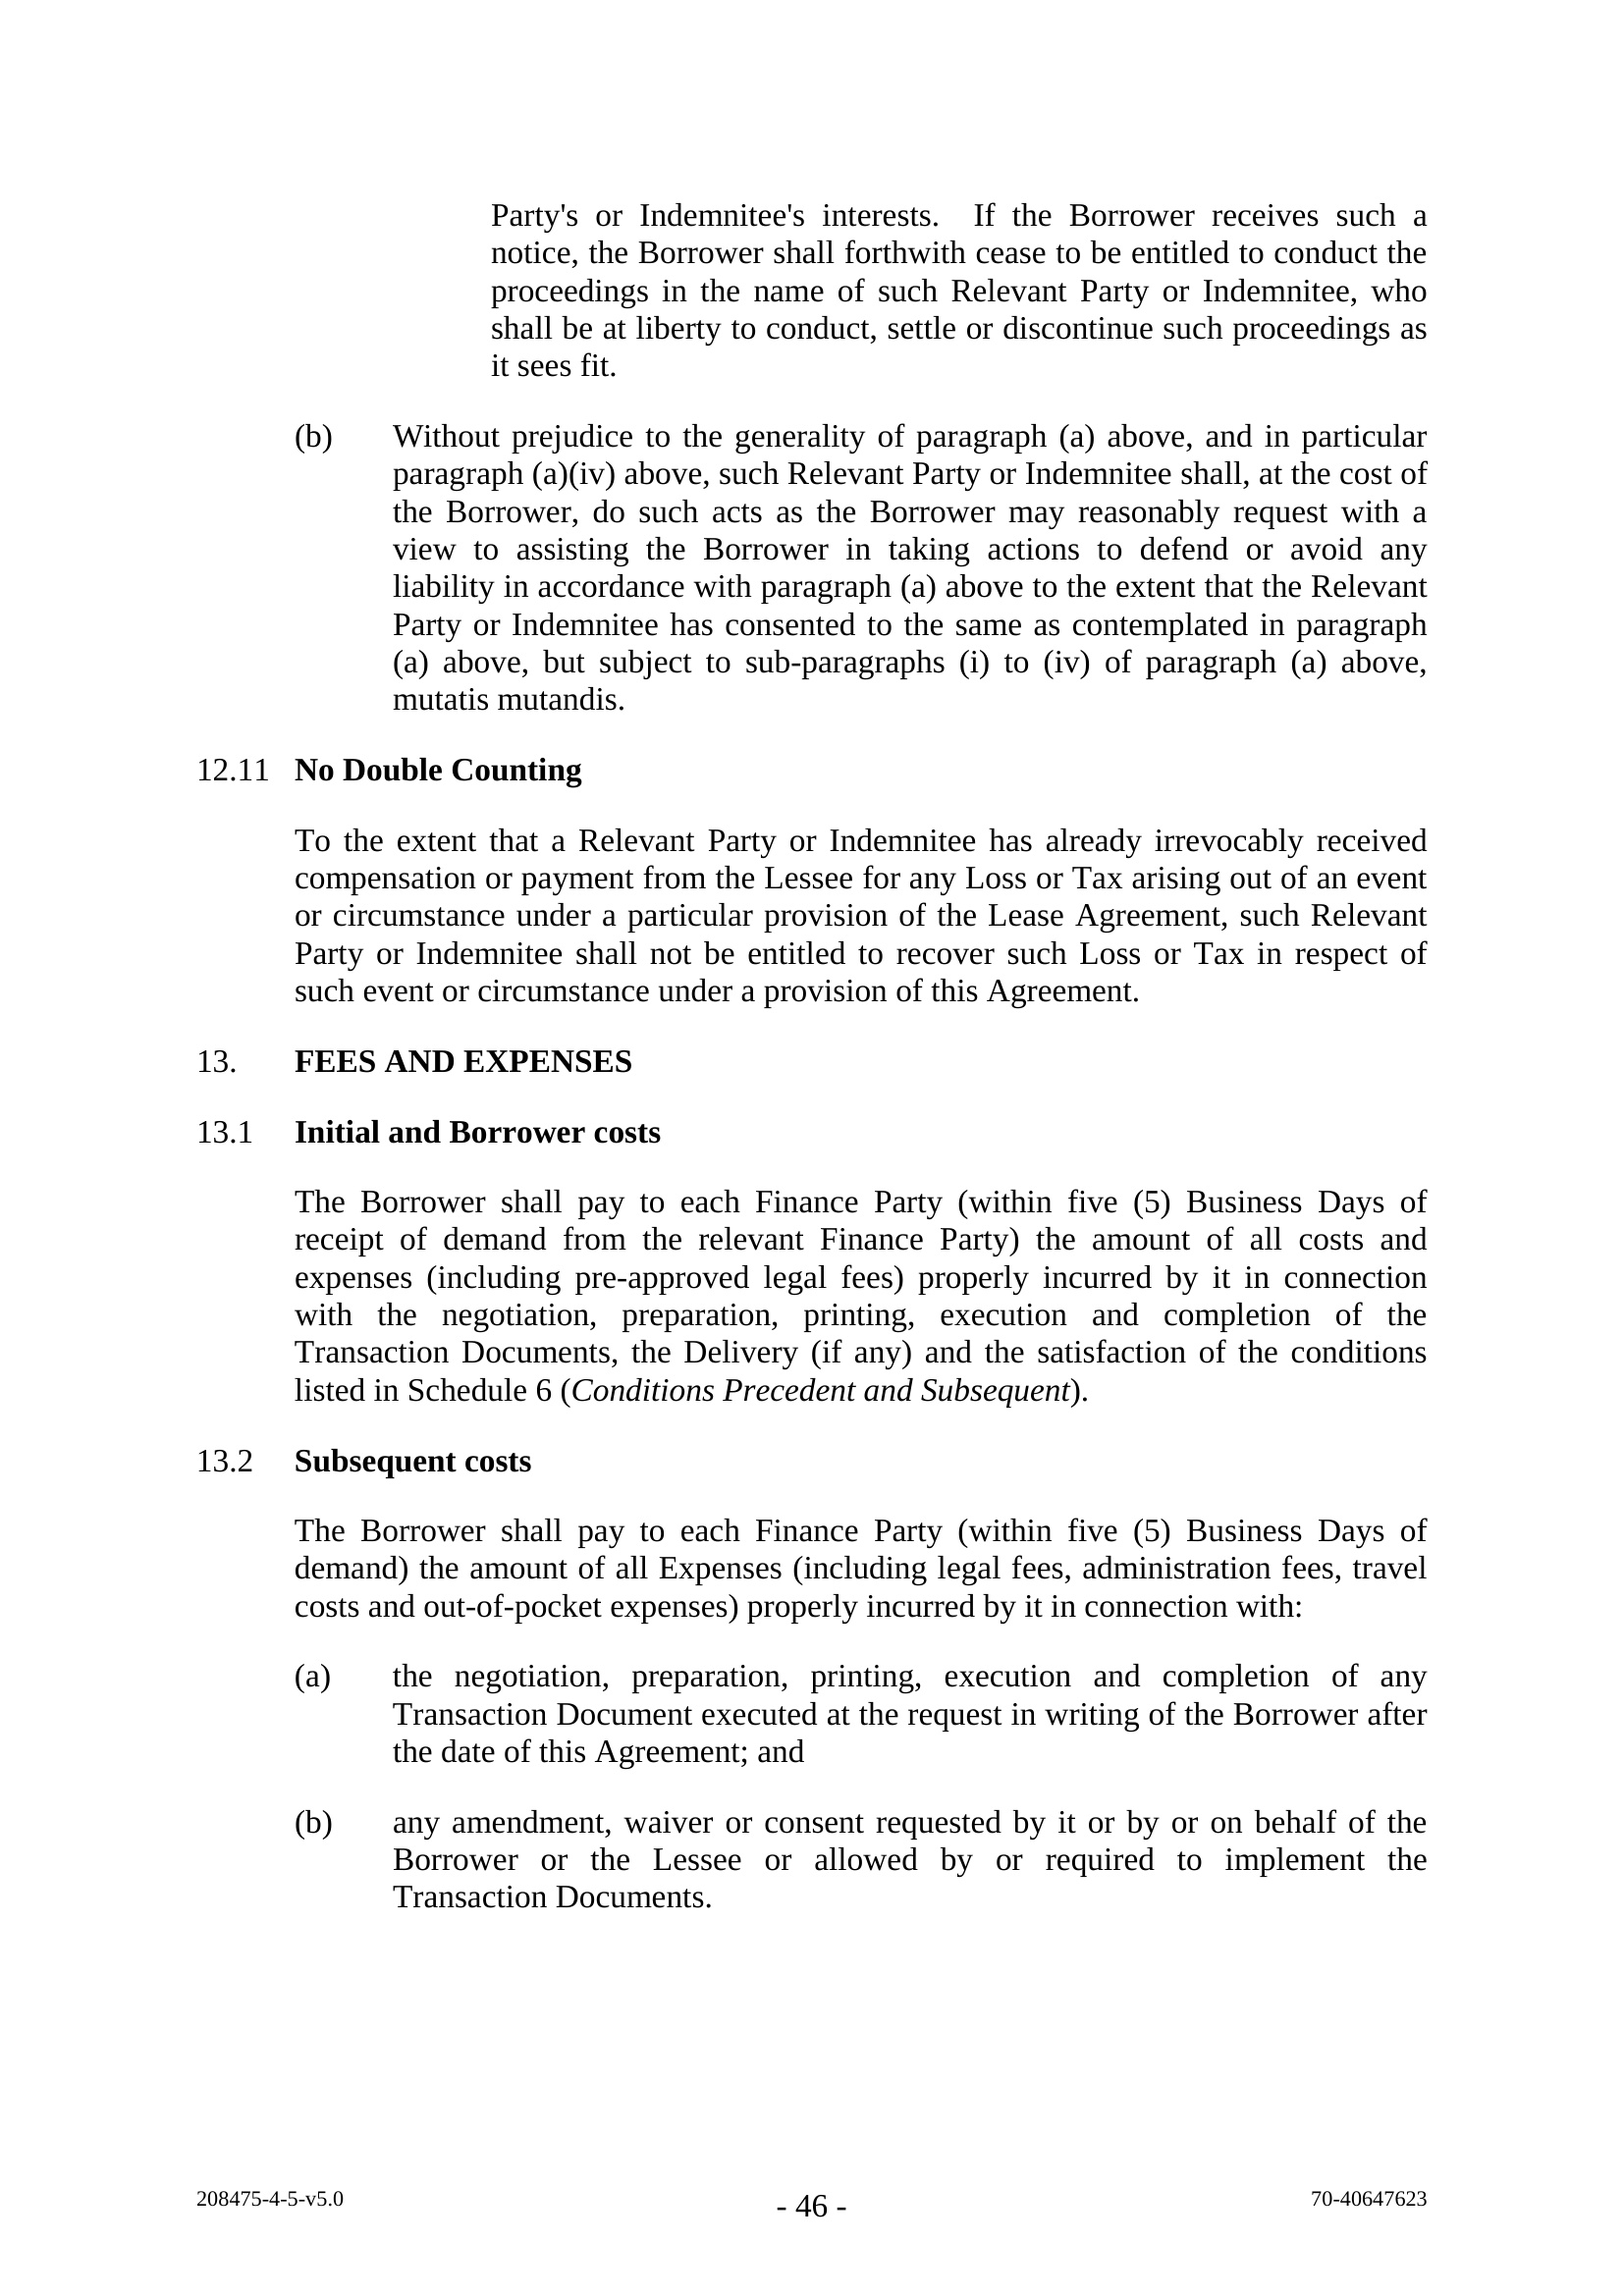 Party's or Indemnitee's interests.  If the Borrower receives such a
notice, the Borrower shall forthwith cease to be entitled to conduct the
proceedings in the name of such Relevant Party or Indemnitee, who
shall be at liberty to conduct, settle or discontinue such proceedings as
it sees fit.
(b) Without prejudice to the generality of paragraph (a) above, and in particular
paragraph (a)(iv) above, such Relevant Party or Indemnitee shall, at the cost of
the Borrower, do such acts as the Borrower may reasonably request with a
view to assisting the Borrower in taking actions to defend or avoid any
liability in accordance with paragraph (a) above to the extent that the Relevant
Party or Indemnitee has consented to the same as contemplated in paragraph
(a) above, but subject to sub-paragraphs (i) to (iv) of paragraph (a) above,
mutatis mutandis.
12.11 No Double Counting
To the extent that a Relevant Party or Indemnitee has already irrevocably received
compensation or payment from the Lessee for any Loss or Tax arising out of an event
or circumstance under a particular provision of the Lease Agreement, such Relevant
Party or Indemnitee shall not be entitled to recover such Loss or Tax in respect of
such event or circumstance under a provision of this Agreement.
13. FEES AND EXPENSES
13.1 Initial and Borrower costs
The Borrower shall pay to each Finance Party (within five (5) Business Days of
receipt of demand from the relevant Finance Party) the amount of all costs and
expenses (including pre-approved legal fees) properly incurred by it in connection
with the negotiation, preparation, printing, execution and completion of the
Transaction Documents, the Delivery (if any) and the satisfaction of the conditions
listed in Schedule 6 (Conditions Precedent and Subsequent).
13.2 Subsequent costs
The Borrower shall pay to each Finance Party (within five (5) Business Days of
demand) the amount of all Expenses (including legal fees, administration fees, travel
costs and out-of-pocket expenses) properly incurred by it in connection with:
(a) the negotiation, preparation, printing, execution and completion of any
Transaction Document executed at the request in writing of the Borrower after
the date of this Agreement; and
(b) any amendment, waiver or consent requested by it or by or on behalf of the
Borrower or the Lessee or allowed by or required to implement the
Transaction Documents.
208475-4-5-v5.0 - 46 - 70-40647623